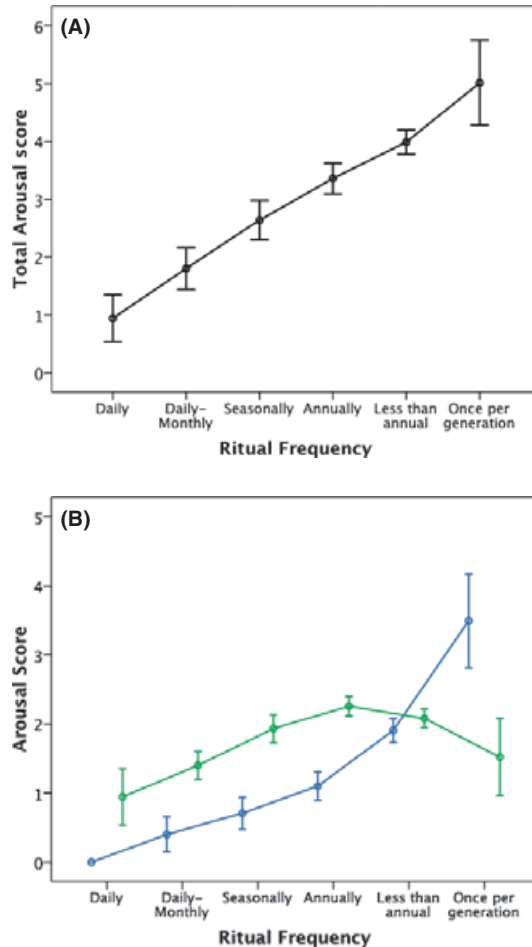 (A)
Total Arousal score
6
5
4
3
2
1
0
Daily
Daily-
Monthly
Seasonally
Annually
Less than
annual
Once per
generation
Ritual Frequency
(B)
Arousal Score
5
4
3
2
1
0
Daily
Daily-
Monthly
Seasonally
Annually
Less than
annual
Once per
generation
Ritual Frequency